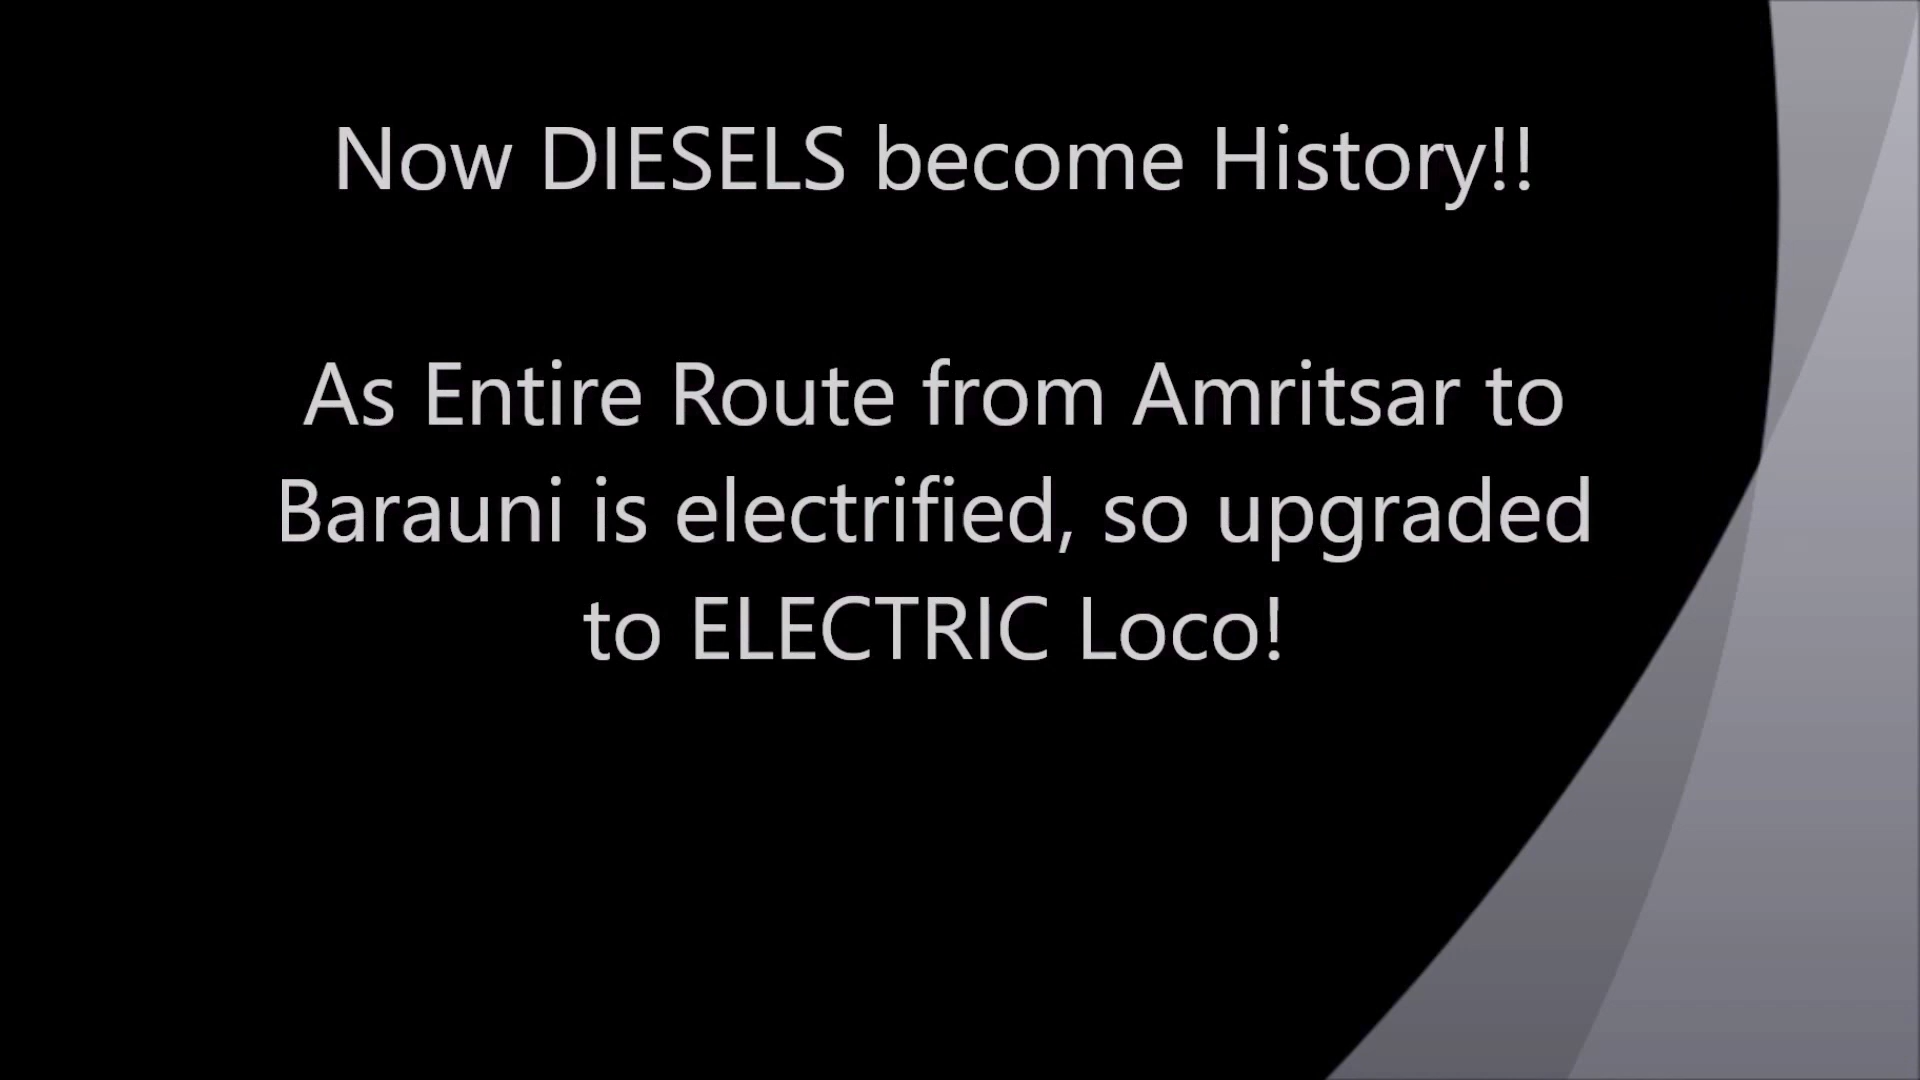 Now DIESELS become History!!
As Entire Route from Amritsar to
Barauni is electrified, so upgraded
to ELECTRIC Loco!